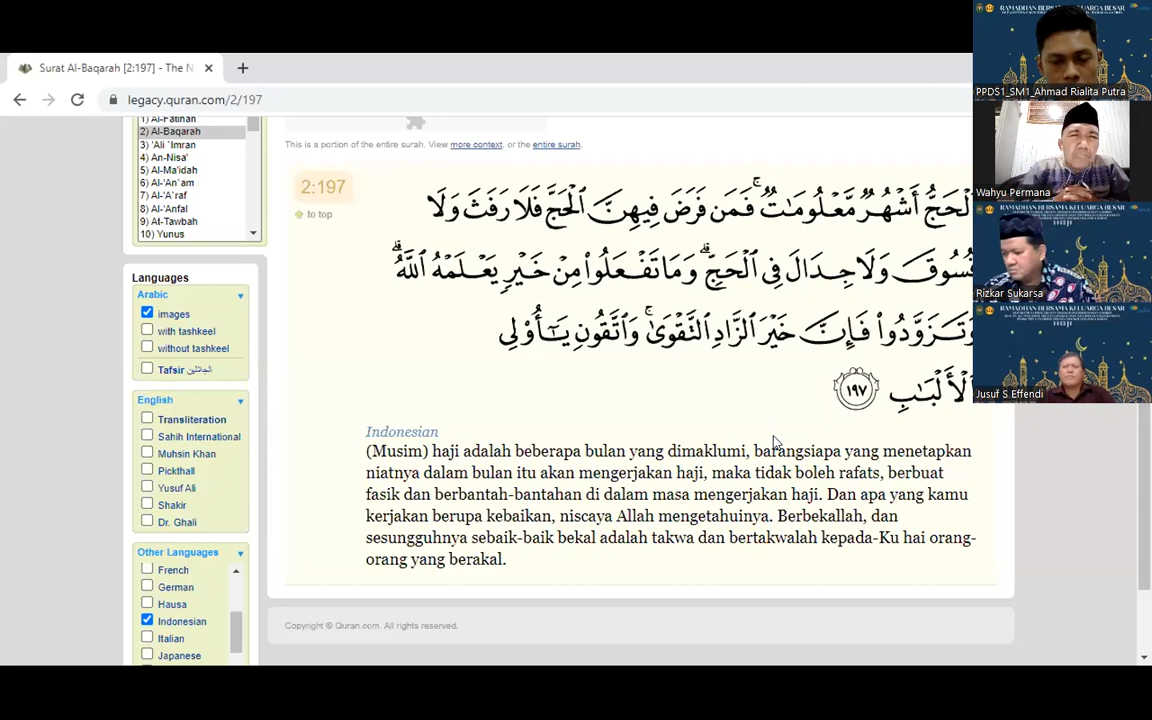 Surat Al-Baqarah [2:197] - The N
legacy.quran.com/2/197
1) Al-Fatihah
2) Al-Baqarah
3) 'Ali `Imran
4) An-Nisa'
5) Al-Ma'idah
6) Al-'An`am
7) Al-'A`raf
8) Al-'Anfal
9) At-Tawbah
10) Yunus
Languages
Arabic
images
with tashkeel
without tashkeel
Tafsir الجلالين
English
Transliteration
Sahih International
Muhsin Khan
Pickthall
Yusuf Ali
Shakir
Dr. Ghali
Other Languages
French
German
Hausa
Indonesian
Italian
Japanese
This is a portion of the entire surah. View more context, or the entire surah.
2:197
to top
ٱلْحَجُّ أَشْهُرٌ مَّعْلُومَـٰتٌ ۚ فَمَن فَرَضَ فِيهِنَّ ٱلْحَجَّ فَلَا رَفَثَ وَلَا
فُسُوقَ وَلَا جِدَالَ فِى ٱلْحَجِّ ۗ وَمَا تَفْعَلُوا۟ مِنْ خَيْرٍ يَعْلَمْهُ ٱللَّهُ ۗ
وَتَزَوَّدُوا۟ فَإِنَّ خَيْرَ ٱلزَّادِ ٱلتَّقْوَىٰ ۚ وَٱتَّقُونِ يَـٰٓأُو۟لِى
ٱلْأَلْبَـٰبِ ١٩٧
Indonesian
(Musim) haji adalah beberapa bulan yang dimaklumi, barangsiapa yang menetapkan
niatnya dalam bulan itu akan mengerjakan haji, maka tidak boleh rafats, berbuat
fasik dan berbantah-bantahan di dalam masa mengerjakan haji. Dan apa yang kamu
kerjakan berupa kebaikan, niscaya Allah mengetahuinya. Berbekallah, dan
sesungguhnya sebaik-baik bekal adalah takwa dan bertakwalah kepada-Ku hai orang-
orang yang berakal.
Copyright © Quran.com. All rights reserved.
RAMADHAN BERSAMA KELUARGA BESAR
PPDS1_SM1_Ahmad Rialita Putra
Wahyu Permana
Rizkar Sukarsa
Jusuf S Effendi